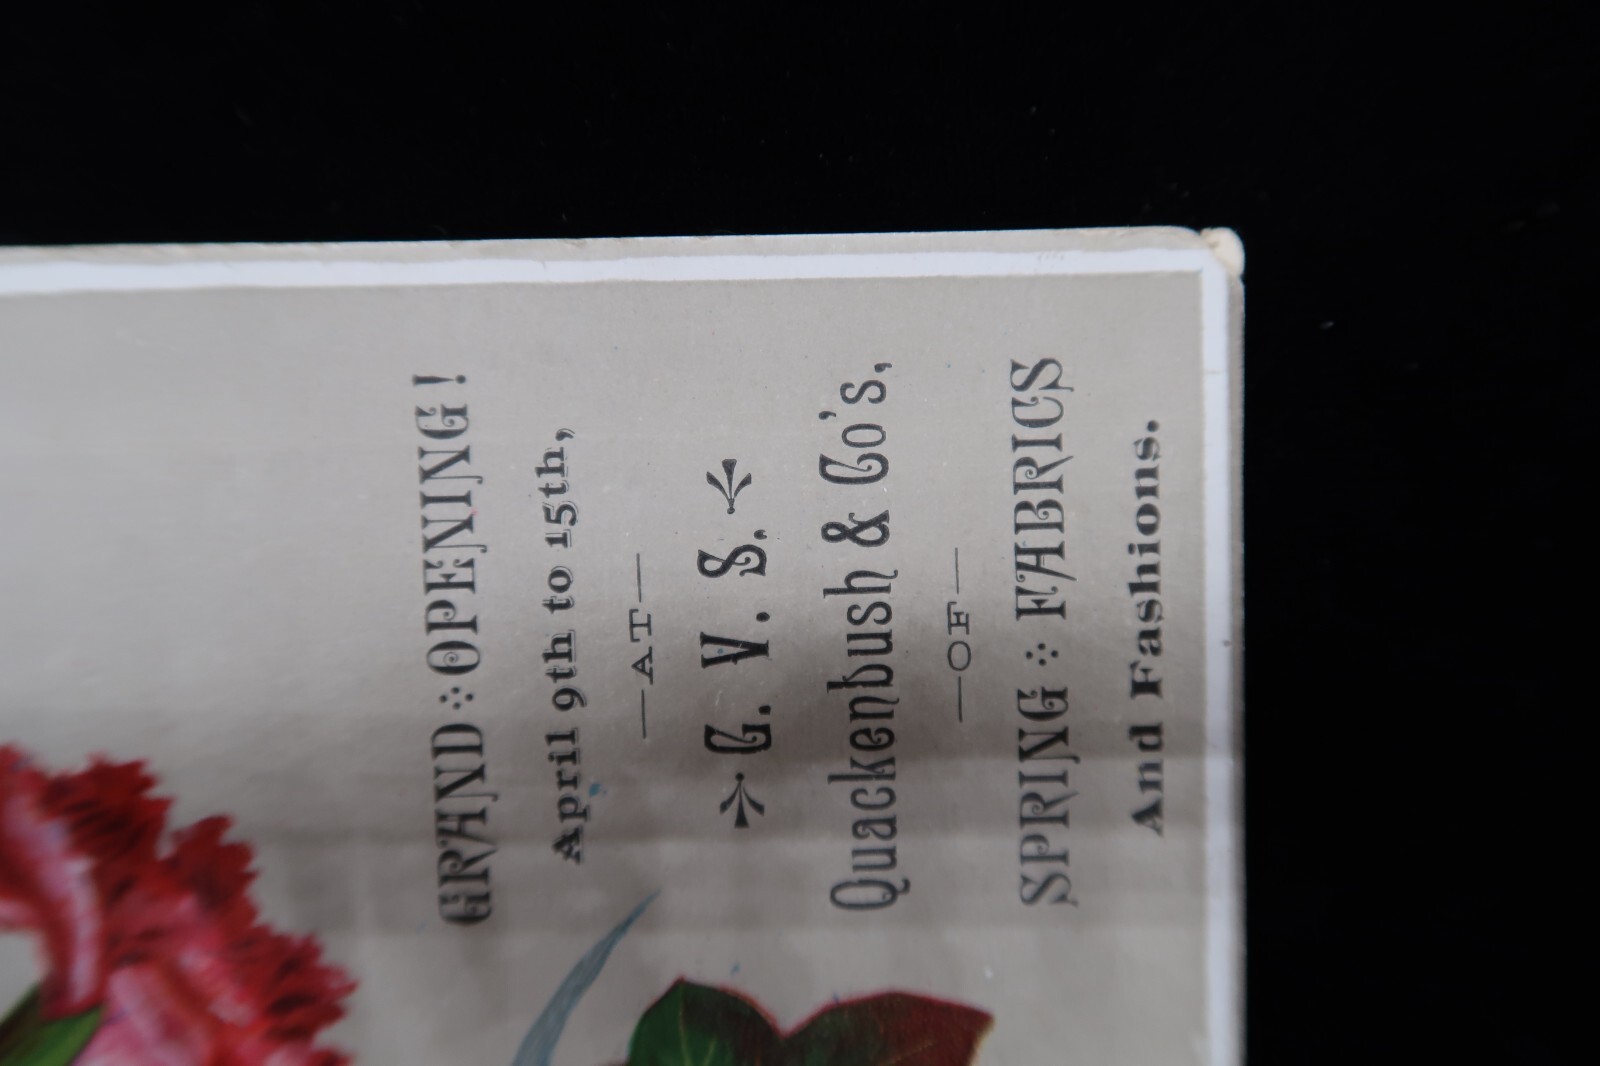 GRAND OPENING!
April 9th to 15th,
—AT—
G. V. S.
Quackenbush & Co's,
—OF—
SPRING FABRICS
And Fashions.